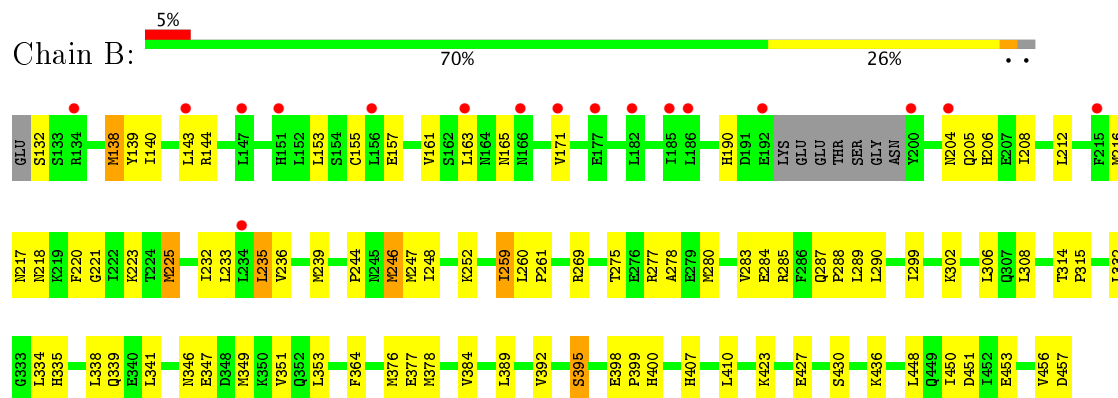 5%
Chain B:
70% 26% • •
GLU S132 S133 R134 M138 Y139 I140 L143 R144 L147 H151 L152 L153 S154 C155 L156 E157 V161 S162 L163 N164 N165 N166 V171 E177 L182 I185 L186 H190 D191 E192 LYS GLU GLU THR SER GLY ASN Y200 N204 Q205 H206 E207 I208 L212 F215 M216
N217 N218 K219 F220 G221 I222 K223 T224 M225 I232 L233 L234 L235 V236 M239 P244 N245 M246 M247 I248 K252 I259 L260 P261 R269 T275 E276 R277 A278 E279 M280 V283 E284 R285 F286 Q287 P288 L289 L290 I299 K302 L306 Q307 L308 T314 P315
G333 L334 H335 L338 Q339 E340 L341 N346 E347 D348 M349 K350 V351 Q352 L353 F364 M376 E377 M378 V384 L389 V392 S395 E398 P399 H400 H407 L410 K423 E427 S430 K436 L448 Q449 I450 D451 I452 E453 V456 D457